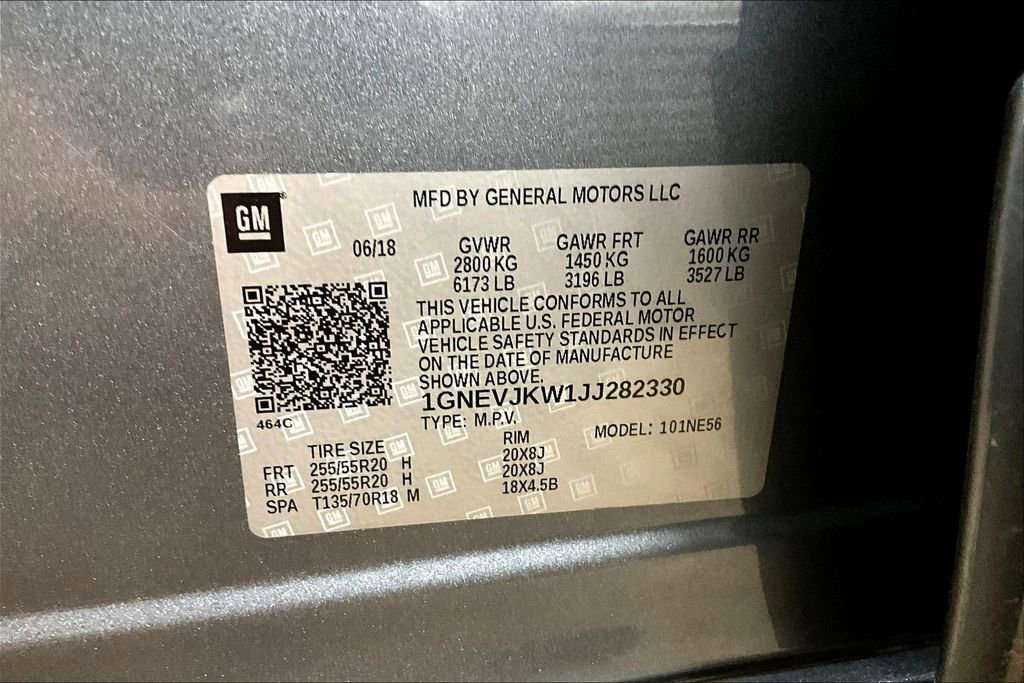 GM
MFD BY GENERAL MOTORS LLC
06/18
GVWR GAWR FRT GAWR RR
2800 KG 1450 KG 1600 KG
6173 LB 3196 LB 3527 LB
THIS VEHICLE CONFORMS TO ALL
APPLICABLE U.S. FEDERAL MOTOR
VEHICLE SAFETY STANDARDS IN EFFECT
ON THE DATE OF MANUFACTURE
SHOWN ABOVE.
1GNEVJKW1JJ282330
464C
TYPE: M.P.V. MODEL: 101NE56
TIRE SIZE RIM
FRT 255/55R20 H 20X8J
RR 255/55R20 H 20X8J
SPA T135/70R18 M 18X4.5B